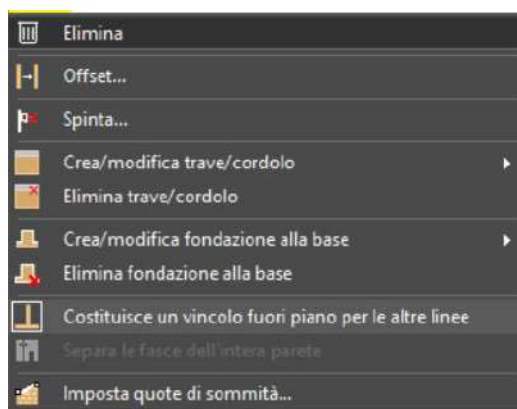 Elimina
Offset...
Spinta...
Crea/modifica trave/cordolo
Elimina trave/cordolo
Crea/modifica fondazione alla base
Elimina fondazione alla base
Costituisce un vincolo fuori piano per le altre linee
Separa le fasce dell'intera parete
Imposta quote di sommità...